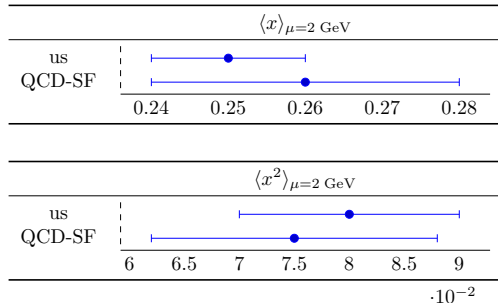 ⟨x⟩μ=2 GeV
us
QCD-SF
0.24 0.25 0.26 0.27 0.28
⟨x²⟩μ=2 GeV
us
QCD-SF
6 6.5 7 7.5 8 8.5 9
·10⁻²